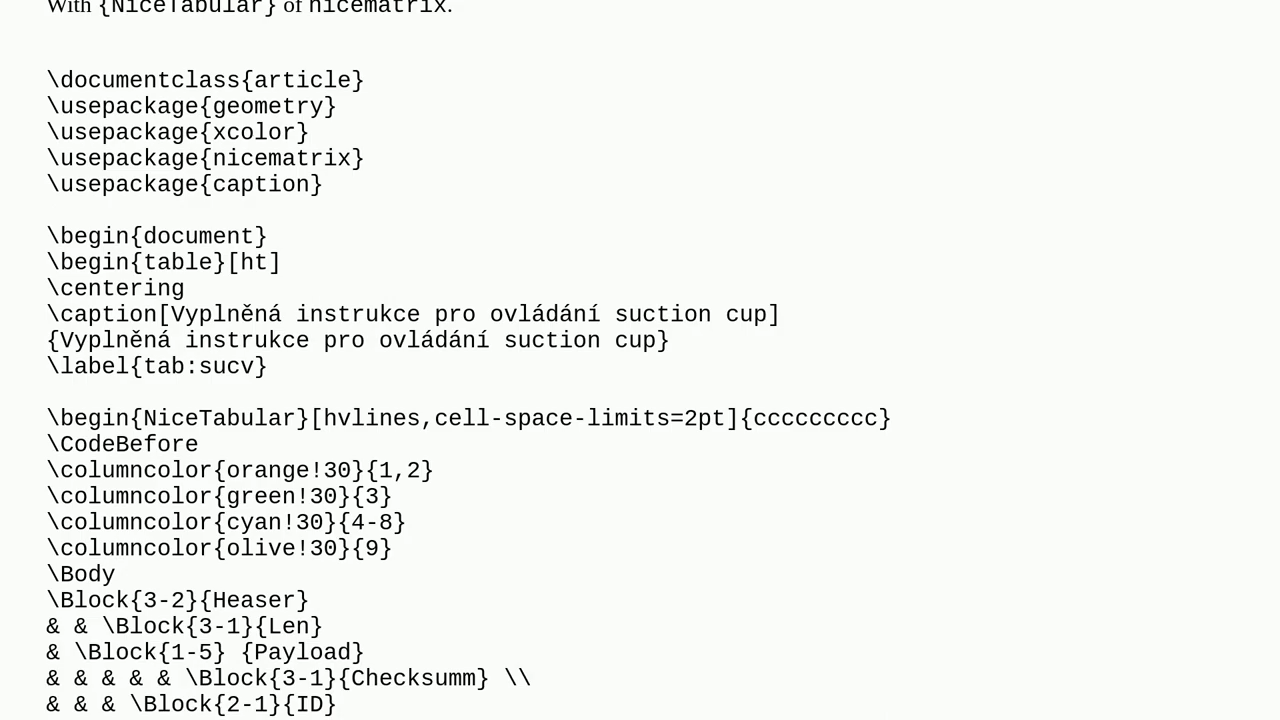 With {NiceTabular} of nicematrix.
\documentclass{article}
\usepackage{geometry}
\usepackage{xcolor}
\usepackage{nicematrix}
\usepackage{caption}
\begin{document}
\begin{table}[ht]
\centering
\caption[Vyplněná instrukce pro ovládání suction cup]
{Vyplněná instrukce pro ovládání suction cup}
\label{tab:sucv}
\begin{NiceTabular}[hvlines,cell-space-limits=2pt]{ccccccccc}
\CodeBefore
\columncolor{orange!30}{1,2}
\columncolor{green!30}{3}
\columncolor{cyan!30}{4-8}
\columncolor{olive!30}{9}
\Body
\Block{3-2}{Heaser}
& & \Block{3-1}{Len}
& \Block{1-5} {Payload}
& & & & & \Block{3-1}{Checksumm} \\
& & & \Block{2-1}{ID}